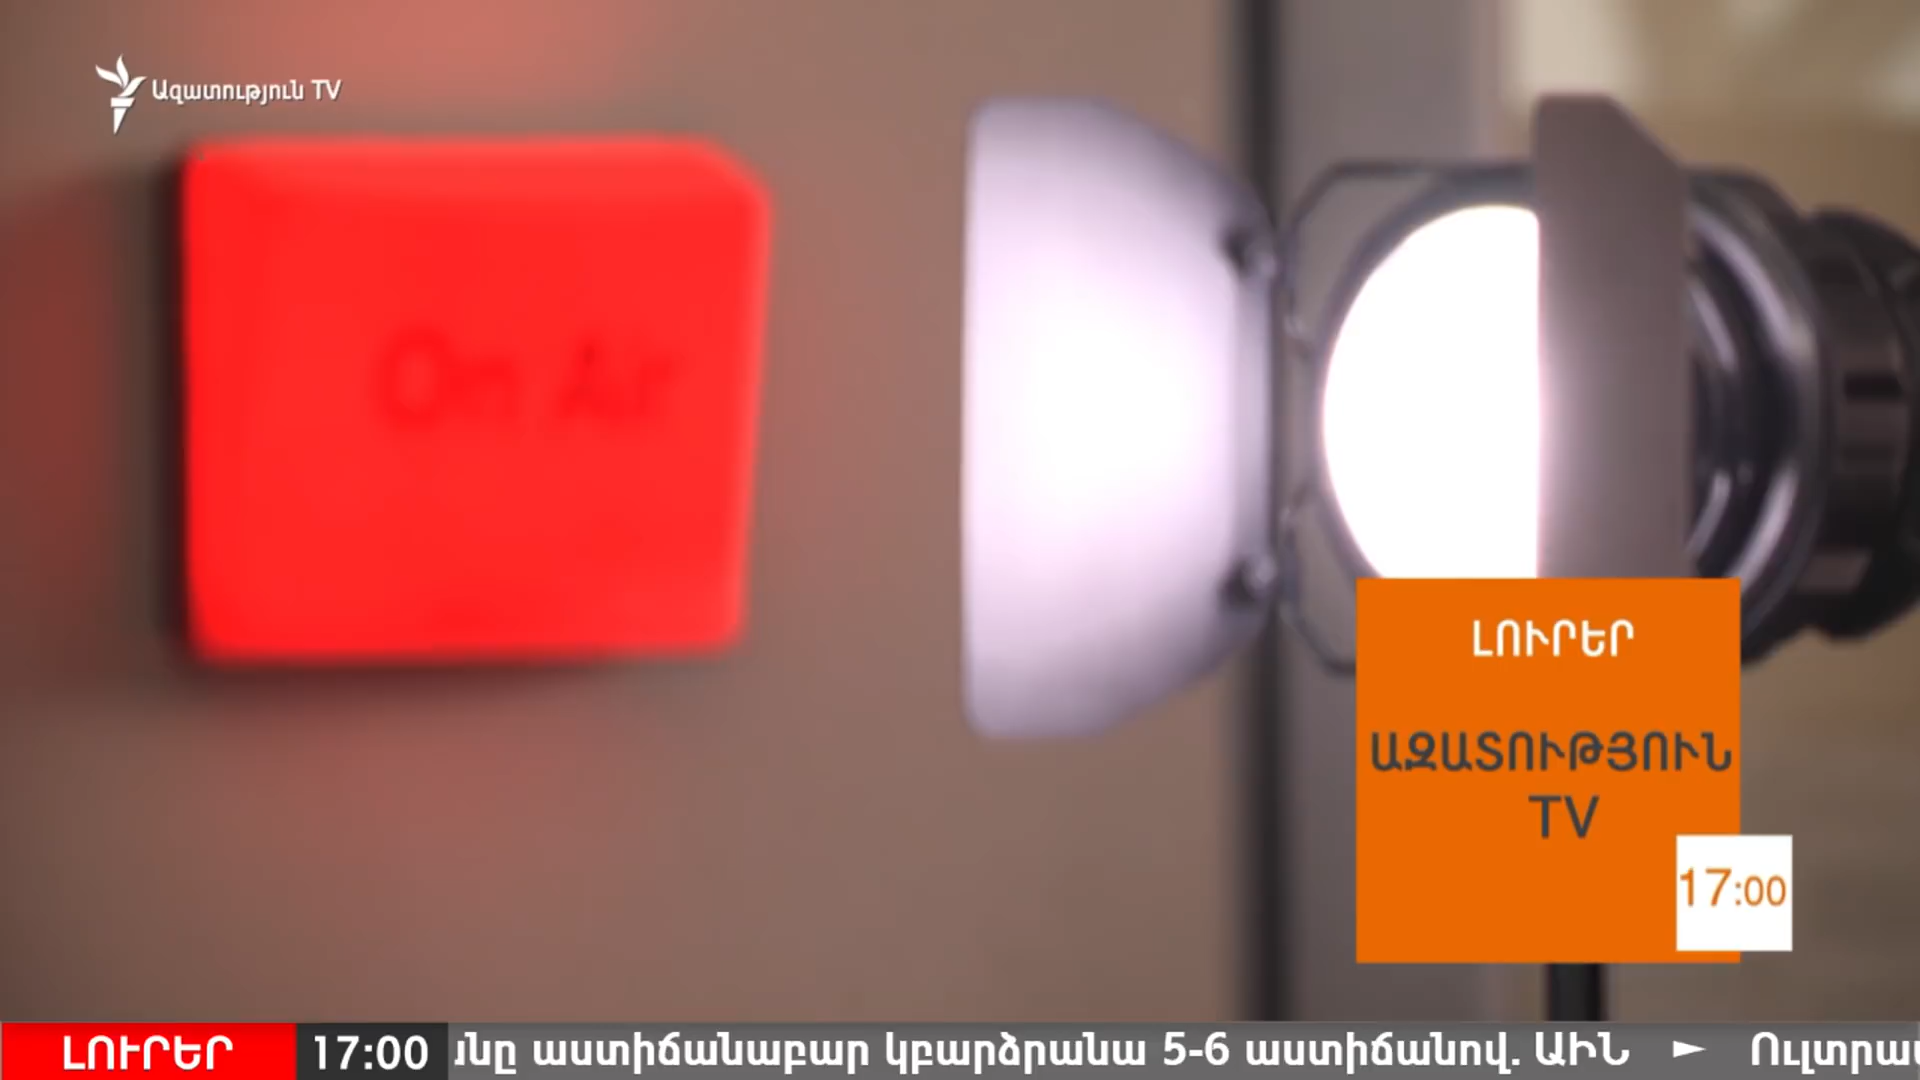 Ազատություն TV
On Air
ԼՈՒՐԵՐ
ԱԶԱՏՈՒԹՅՈՒՆ
TV
17:00
ԼՈՒՐԵՐ 17:00 աստիճանաբար կբարձրանա 5-6 աստիճանով. ԱԻՆ ►